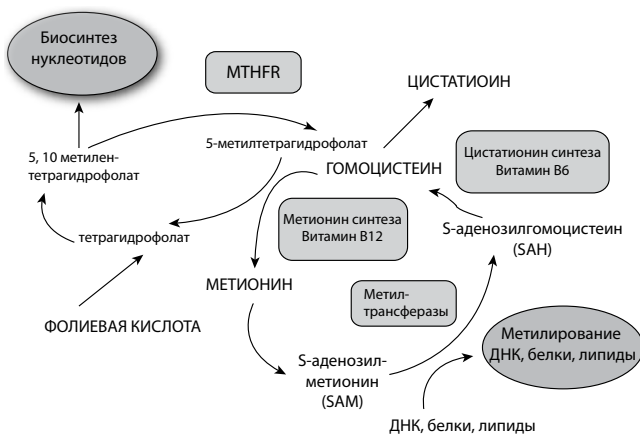 Биосинтез
нуклеотидов
MTHFR
ЦИСТАТИОИН
5-метилтетрагидрофолат
5, 10 метилен-
тетрагидрофолат
ГОМОЦИСТЕИН
Цистатионин синтеза
Витамин B6
Метионин синтеза
Витамин B12
S-аденозилгомоцистеин
(SAH)
тетрагидрофолат
МЕТИОНИН
Метил-
трансферазы
ФОЛИЕВАЯ КИСЛОТА
Метилирование
ДНК, белки, липиды
S-аденозил-
метионин
(SAM)
ДНК, белки, липиды